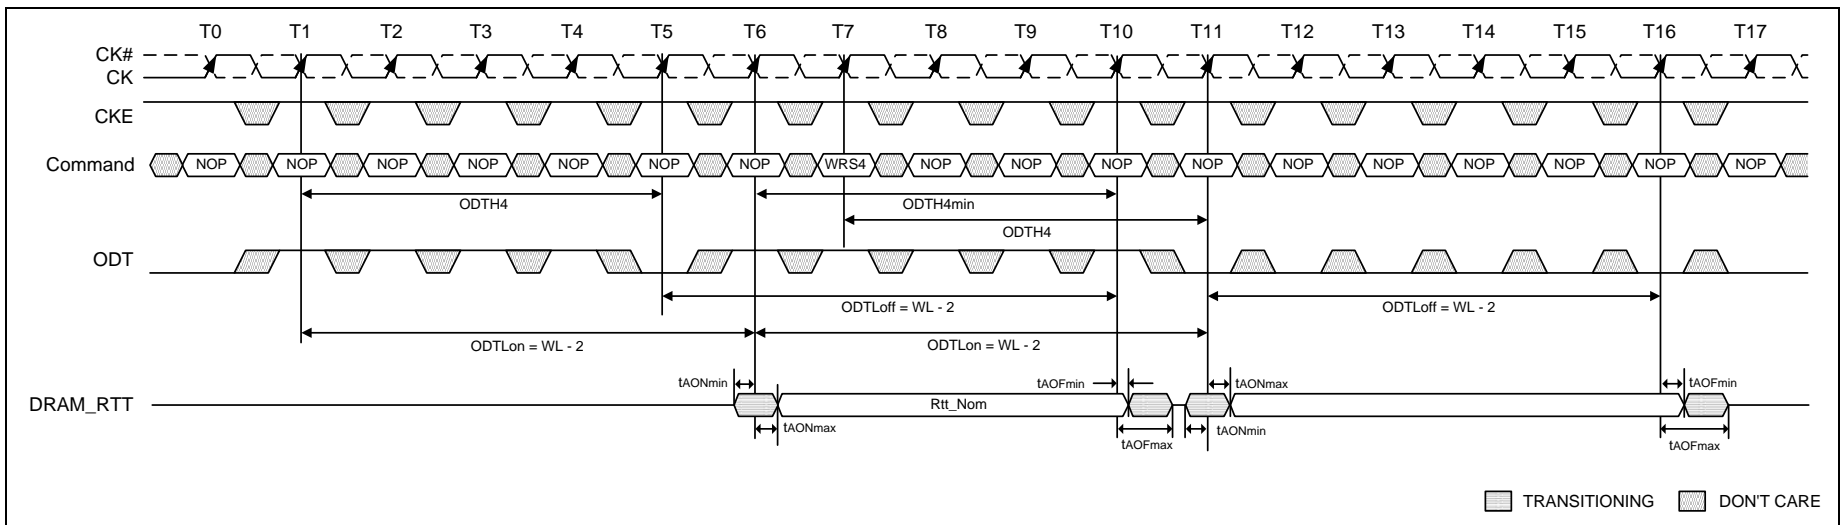 T0 T1 T2 T3 T4 T5 T6 T7 T8 T9 T10 T11 T12 T13 T14 T15 T16 T17
CK#
CK
CKE
Command NOP NOP NOP NOP NOP NOP NOP WRS4 NOP NOP NOP NOP NOP NOP NOP NOP NOP NOP
ODTH4 ODTH4min
ODTH4
ODT
ODTLoff = WL - 2 ODTLoff = WL - 2
ODTLon = WL - 2 ODTLon = WL - 2
tAONmin tAOFmin tAONmax tAOFmin
DRAM_RTT Rtt_Nom
tAONmax tAOFmax tAONmin tAOFmax
TRANSITIONING DON'T CARE